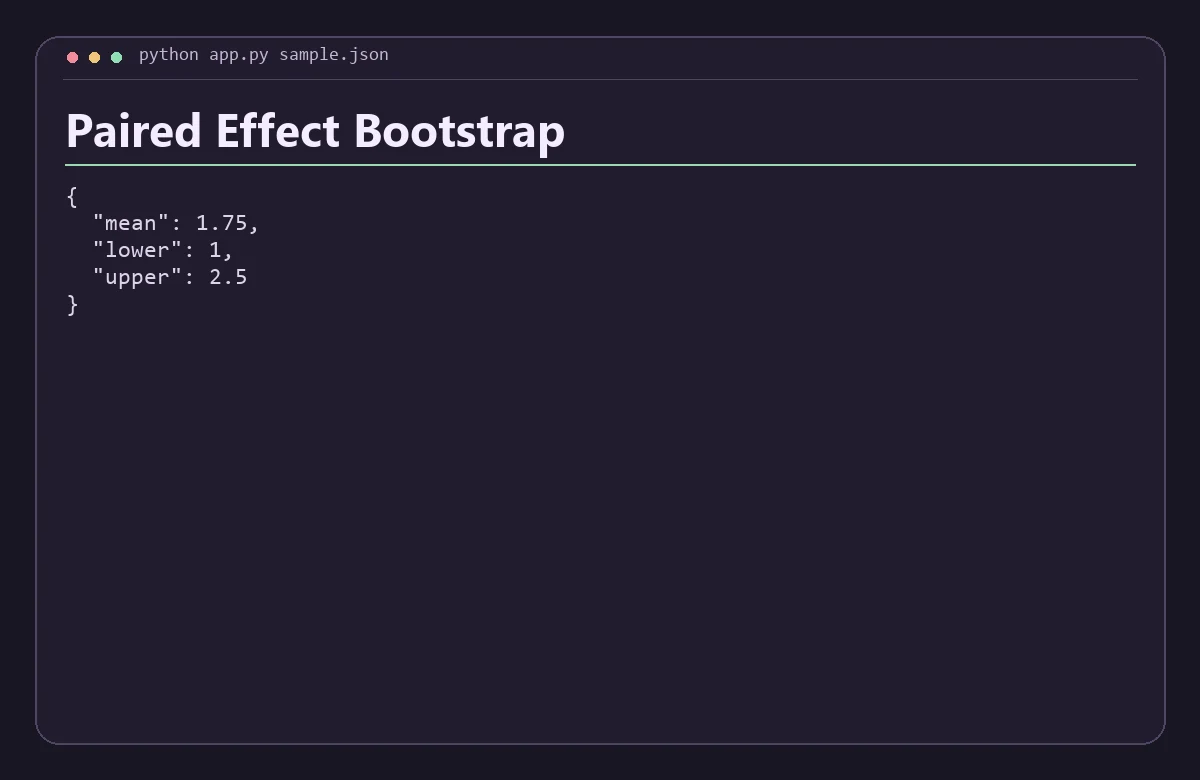 python app.py sample.json
Paired Effect Bootstrap
{
  "mean": 1.75,
  "lower": 1,
  "upper": 2.5
}